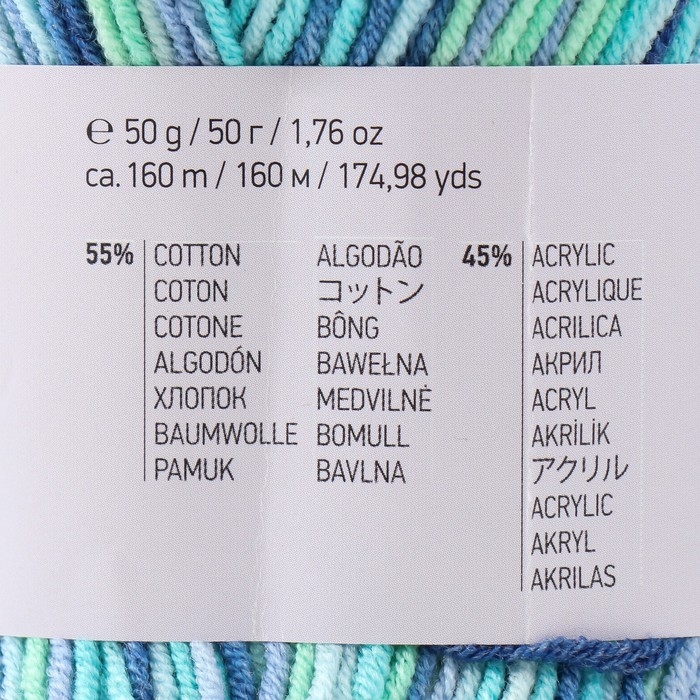 ℮ 50 g / 50 г / 1,76 oz
ca. 160 m / 160 м / 174,98 yds
55%
COTTON
COTON
COTONE
ALGODÓN
ХЛОПОК
BAUMWOLLE
PAMUK
ALGODÃO
コットン
BÔNG
BAWEŁNA
MEDVILNĖ
BOMULL
BAVLNA
45%
ACRYLIC
ACRYLIQUE
ACRILICA
АКРИЛ
ACRYL
AKRİLİK
アクリル
ACRYLIC
AKRYL
AKRILAS